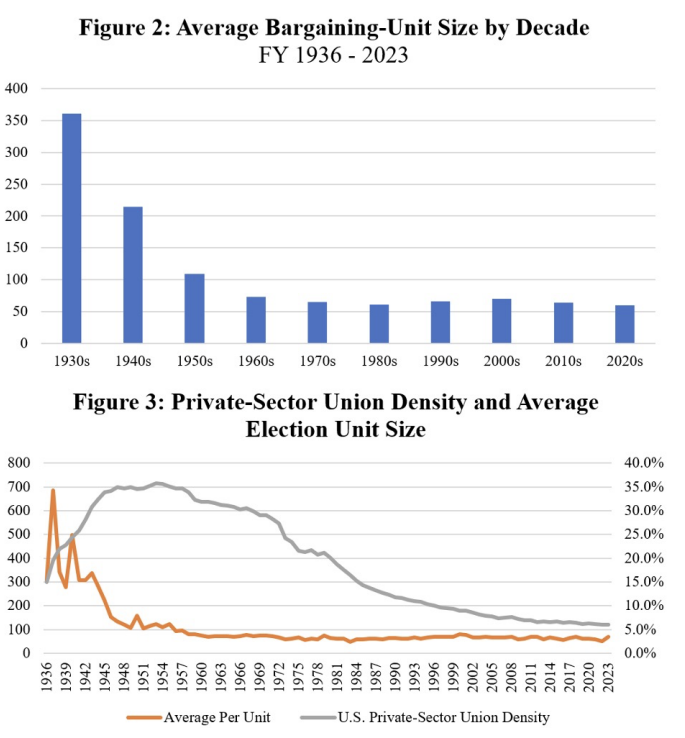 Figure 2: Average Bargaining-Unit Size by Decade
FY 1936 - 2023
400
350
300
250
200
150
100
50
0
1930s 1940s 1950s 1960s 1970s 1980s 1990s 2000s 2010s 2020s
Figure 3: Private-Sector Union Density and Average
Election Unit Size
800 40.0%
700 35.0%
600 30.0%
500 25.0%
400 20.0%
300 15.0%
200 10.0%
100 5.0%
0 0.0%
1936 1939 1942 1945 1948 1951 1954 1957 1960 1963 1966 1969 1972 1975 1978 1981 1984 1987 1990 1993 1996 1999 2002 2005 2008 2011 2014 2017 2020 2023
Average Per Unit U.S. Private-Sector Union Density